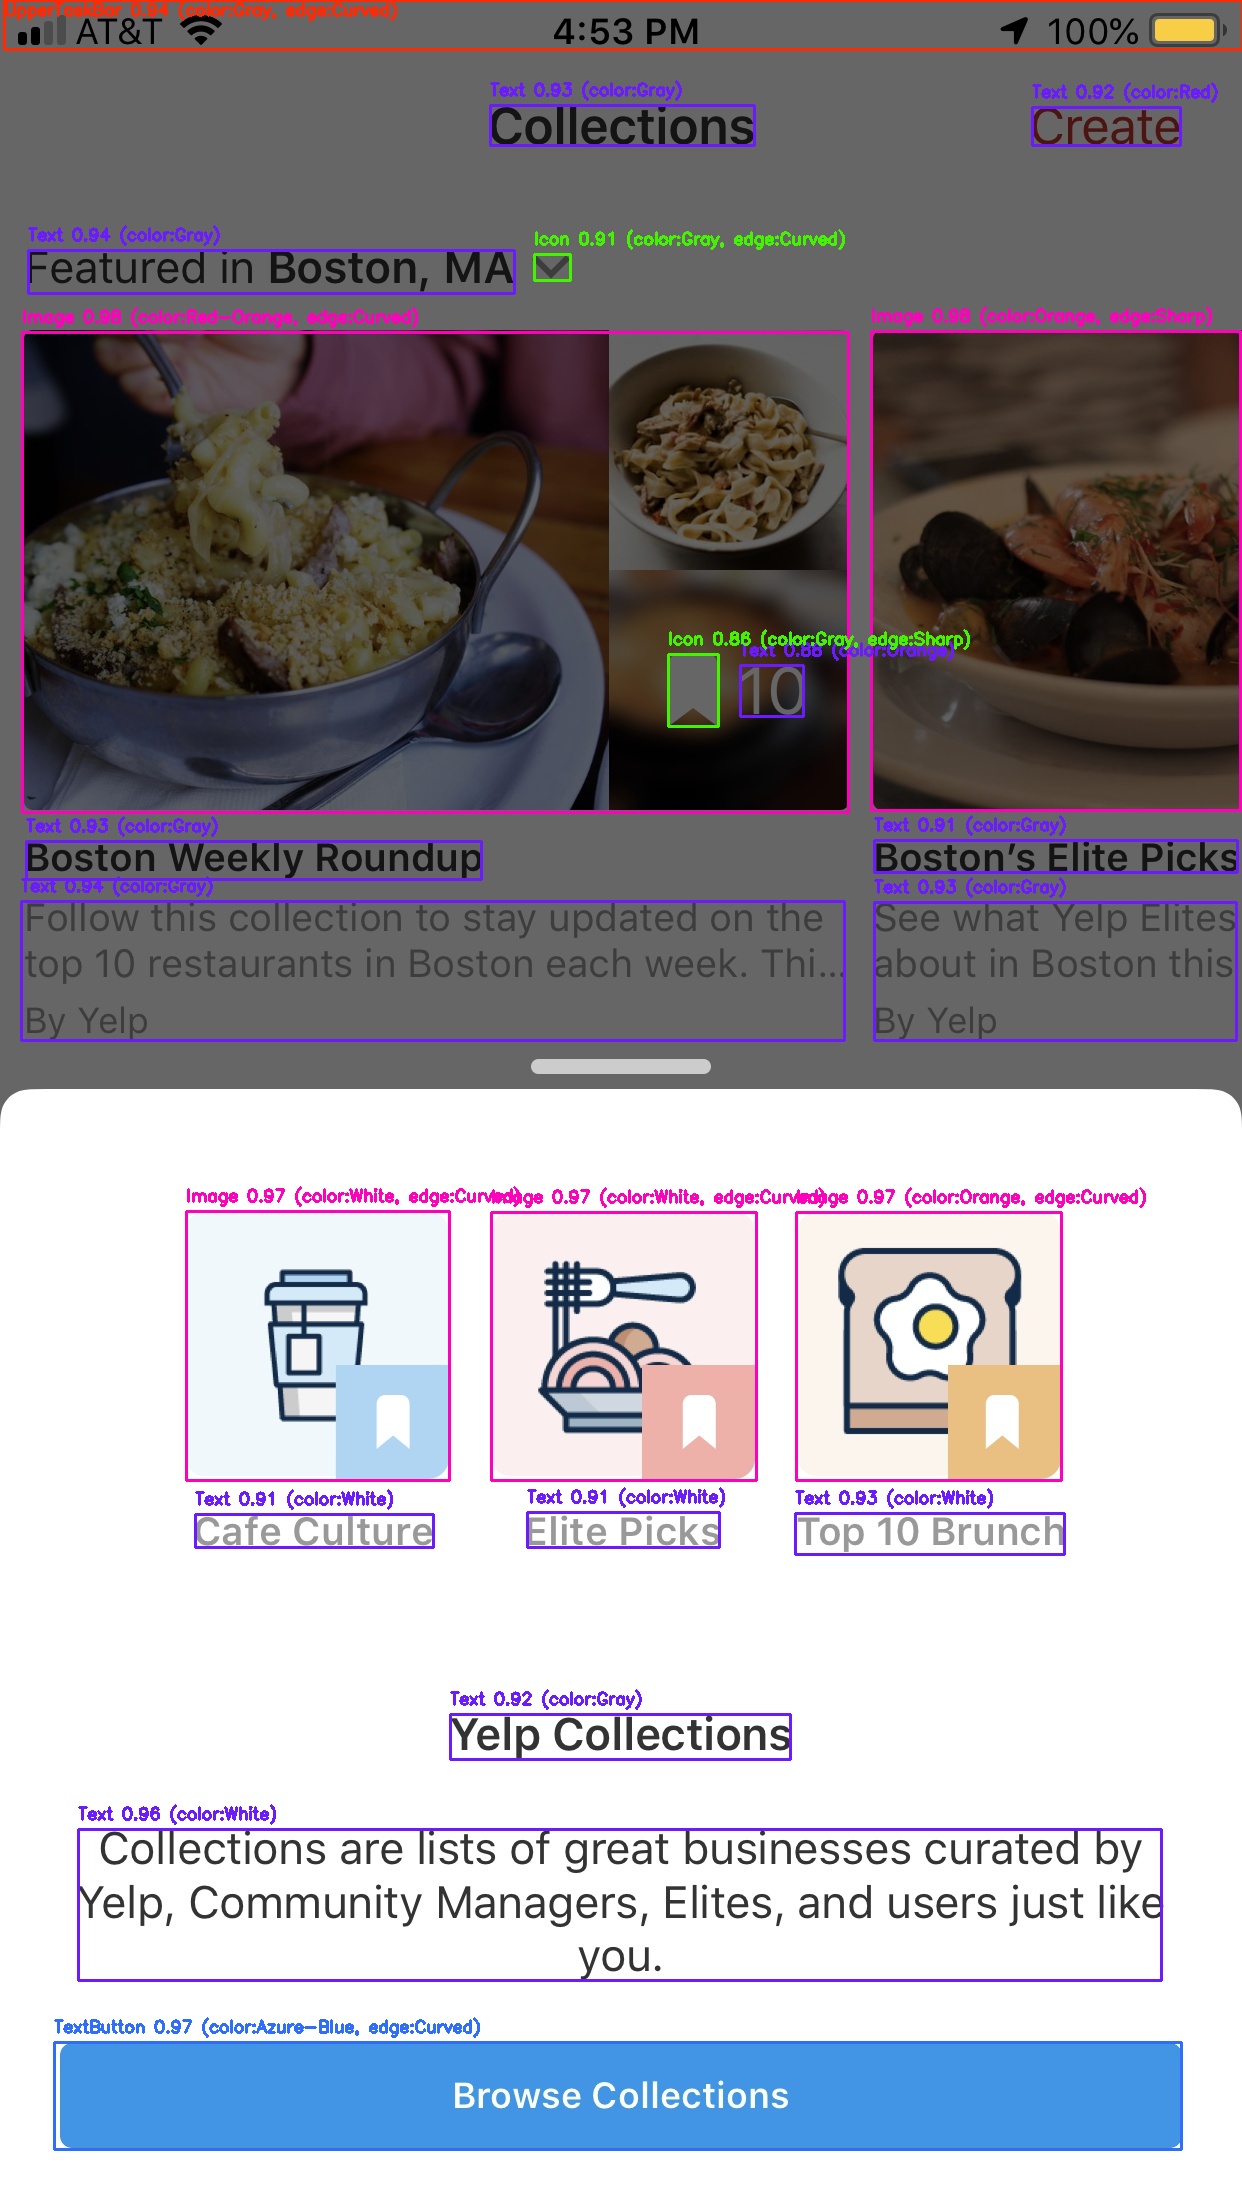 UpperTaskBar 0.94 (color:Gray, edge:Curved)
AT&T 4:53 PM 100%
Text 0.93 (color:Gray)
Text 0.92 (color:Red)
Collections
Create
Text 0.94 (color:Gray)
Icon 0.91 (color:Gray, edge:Curved)
Featured in Boston, MA
Image 0.98 (color:Red-Orange, edge:Curved)
Image 0.98 (color:Orange, edge:Sharp)
Icon 0.86 (color:Gray, edge:Sharp)
Text 0.88 (color:Orange)
10
Text 0.93 (color:Gray)
Text 0.91 (color:Gray)
Boston Weekly Roundup
Boston’s Elite Picks
Text 0.94 (color:Gray)
Text 0.93 (color:Gray)
Follow this collection to stay updated on the
top 10 restaurants in Boston each week. Thi...
By Yelp
See what Yelp Elites
about in Boston this
By Yelp
Image 0.97 (color:White, edge:Curved)
Image 0.97 (color:White, edge:Curved)
Image 0.97 (color:Orange, edge:Curved)
Text 0.91 (color:White)
Text 0.91 (color:White)
Text 0.93 (color:White)
Cafe Culture
Elite Picks
Top 10 Brunch
Text 0.92 (color:Gray)
Yelp Collections
Text 0.96 (color:White)
Collections are lists of great businesses curated by
Yelp, Community Managers, Elites, and users just like
you.
TextButton 0.97 (color:Azure-Blue, edge:Curved)
Browse Collections